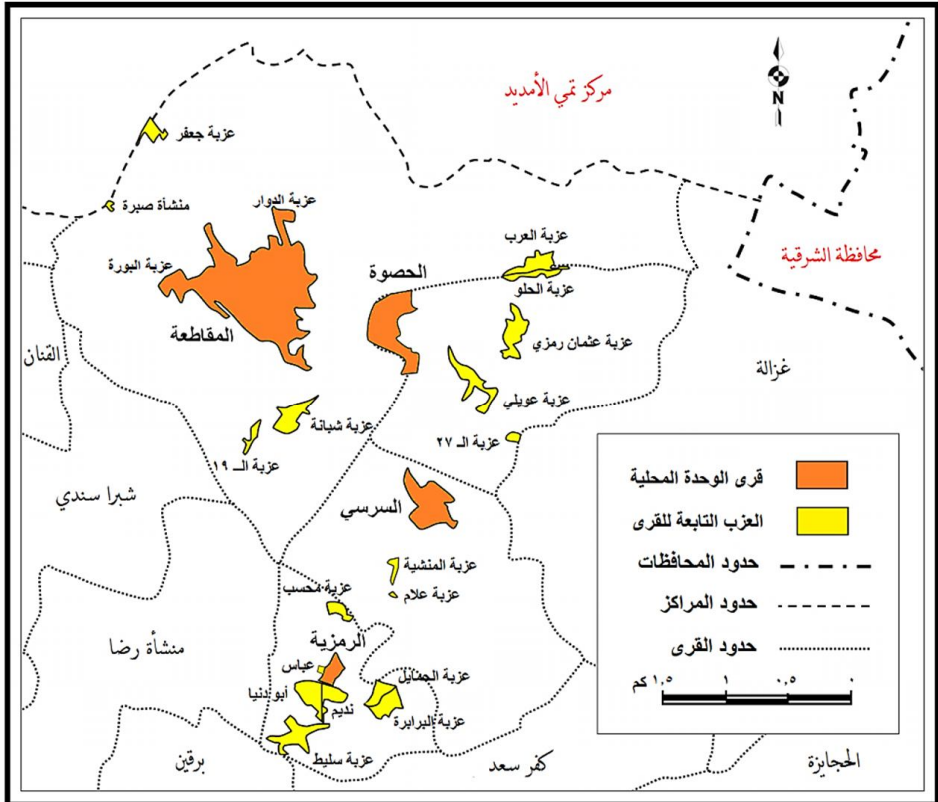 مركز تمي الأمديد
N
عزبة جعفر
منشأة صبرة
عزبة الدوار
عزبة العرب
محافظة الشرقية
عزبة البورة
الحصوة
عزبة الحلو
المقاطعة
عزبة عثمان رمزي
القنان
غزالة
عزبة عويلي
عزبة شبانة
عزبة الـ ٢٧
عزبة الــ ١٩
شبرا سندي
السرسي
قرى الوحدة المحلية
العزب التابعة للقرى
حدود المحافظات
حدود المراكز
حدود القرى
٠
٠.٥
١
١.٥ كم
عزبة المنشية
عزبة محسب
عزبة علام
منشأة رضا
الرمزية
عباس
عزبة الجنايل
أبو دنيا
نديم
عزبة البرابرة
عزبة سليط
برقين
كفر سعد
الحجايزة